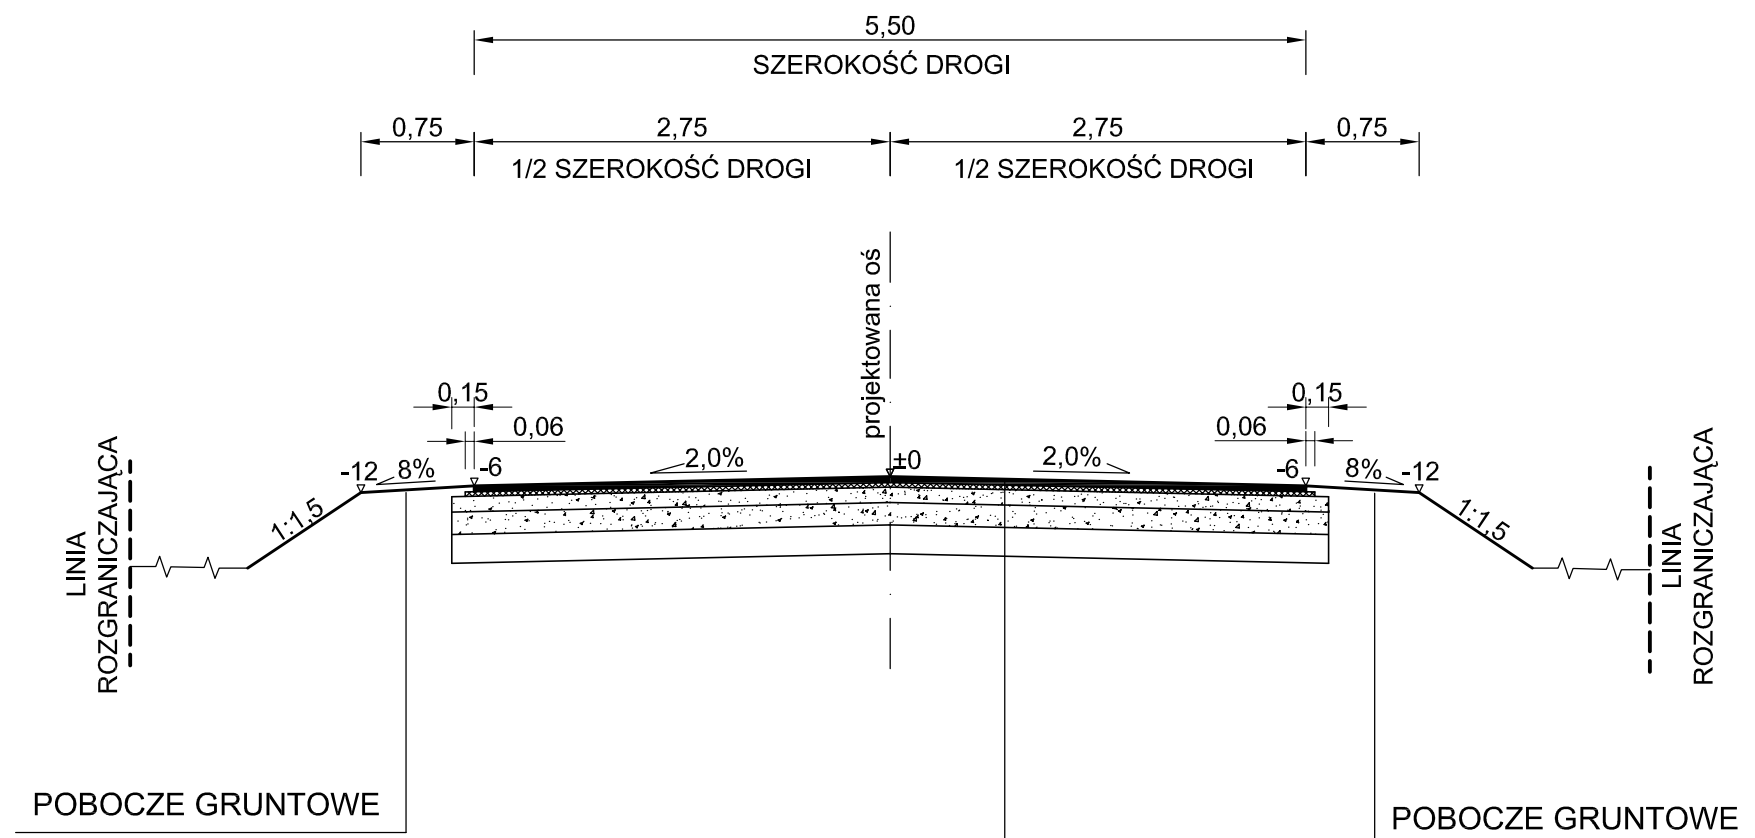 5,50
SZEROKOŚĆ DROGI
0,75
2,75
2,75
0,75
1/2 SZEROKOŚĆ DROGI
1/2 SZEROKOŚĆ DROGI
projektowana oś
0,15
0,15
0,06
0,06
-12
8%
-6
2,0%
±0
2,0%
-6
8%
-12
1:1,5
1:1,5
LINIA
ROZGRANICZAJĄCA
LINIA
ROZGRANICZAJĄCA
POBOCZE GRUNTOWE
POBOCZE GRUNTOWE